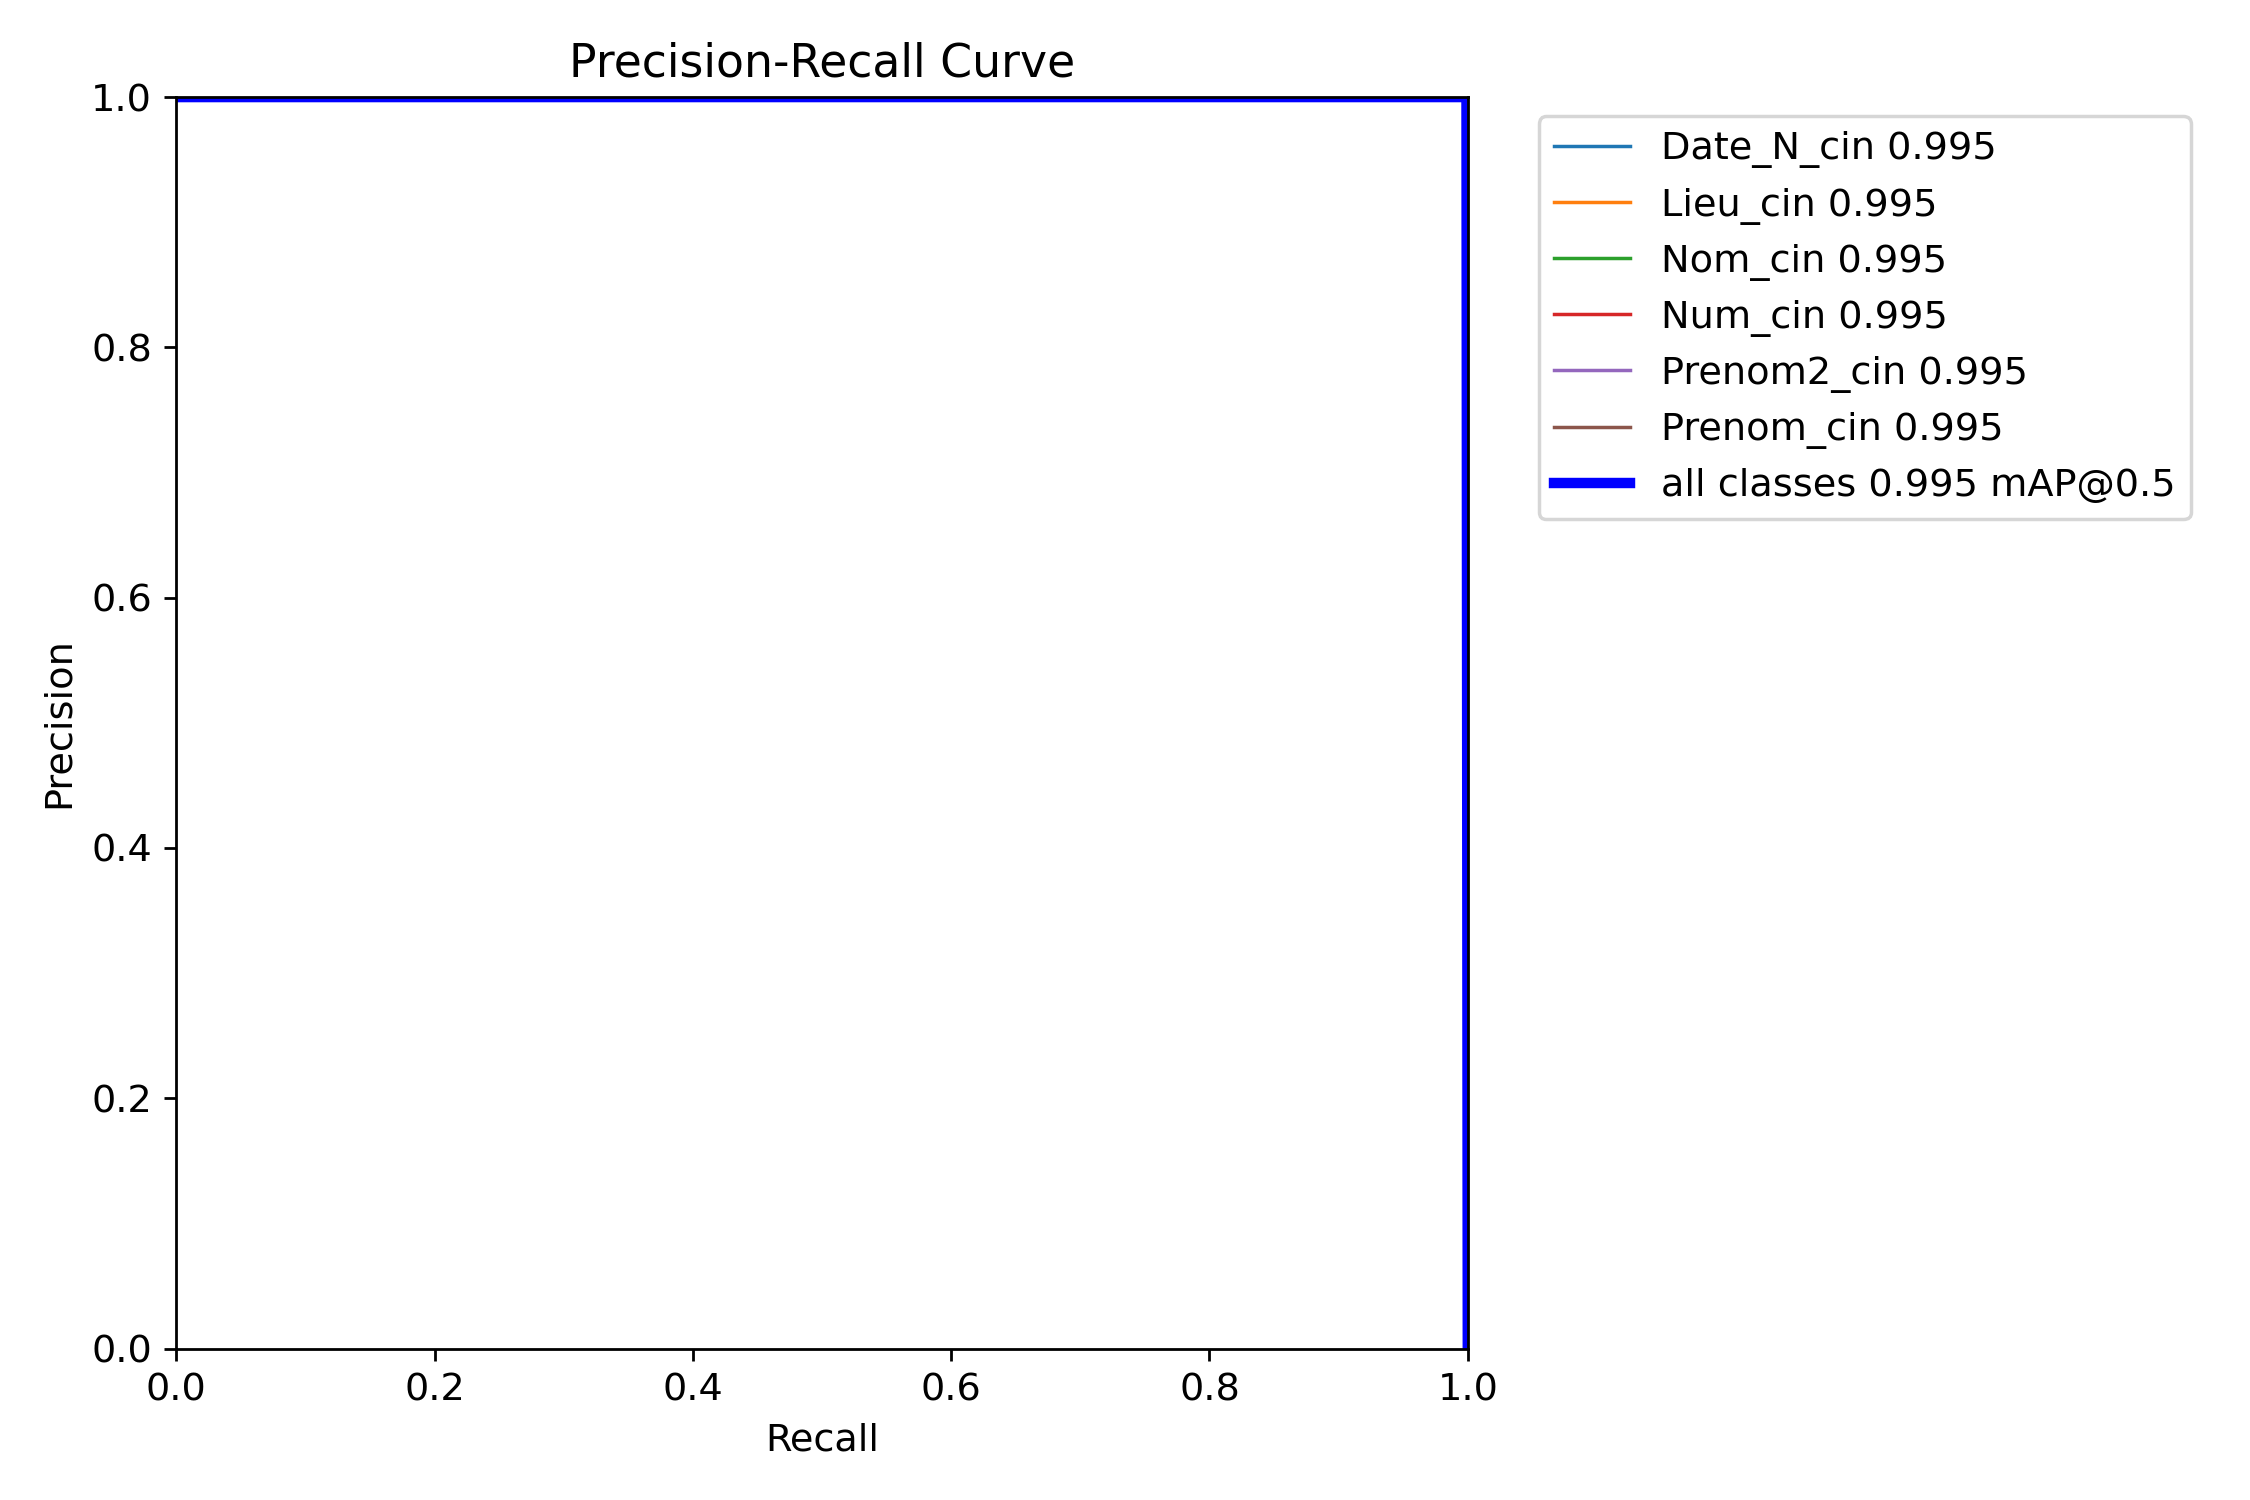 Precision-Recall Curve
1.0
0.8
0.6
0.4
0.2
0.0
Precision
0.0 0.2 0.4 0.6 0.8 1.0
Recall
Date_N_cin 0.995
Lieu_cin 0.995
Nom_cin 0.995
Num_cin 0.995
Prenom2_cin 0.995
Prenom_cin 0.995
all classes 0.995 mAP@0.5